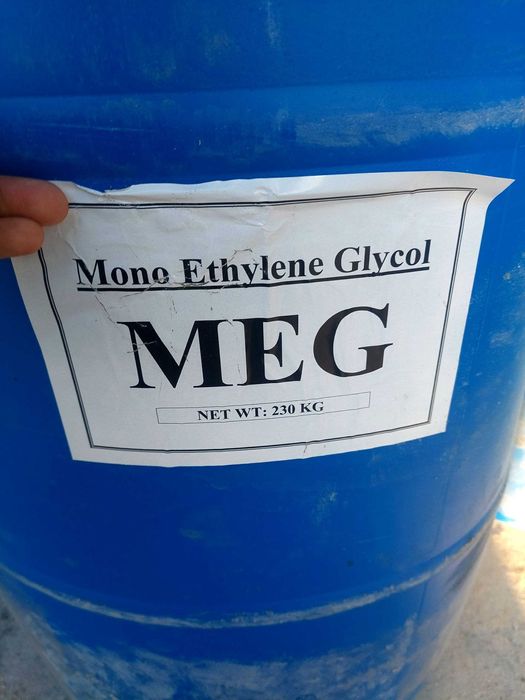 Mono Ethylene Glycol
MEG
NET WT: 230 KG